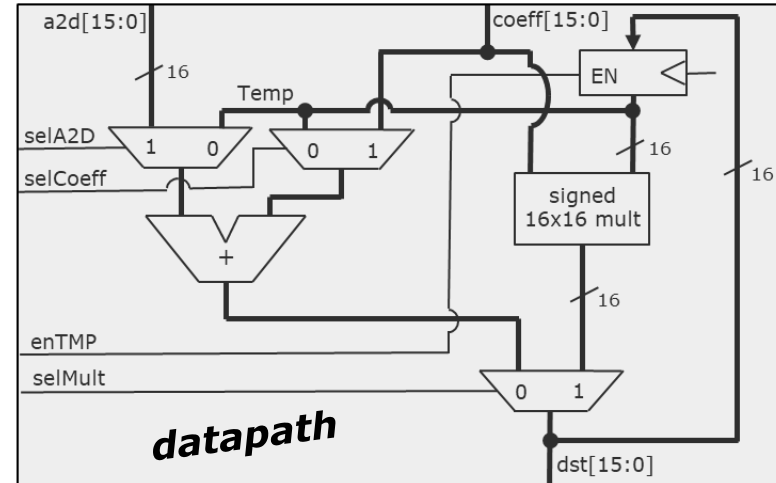 a2d[15:0]
coeff[15:0]
16
EN
Temp
selA2D
1 0
0 1
16
16
selCoeff
signed
16x16 mult
+
16
enTMP
selMult
0 1
datapath
dst[15:0]